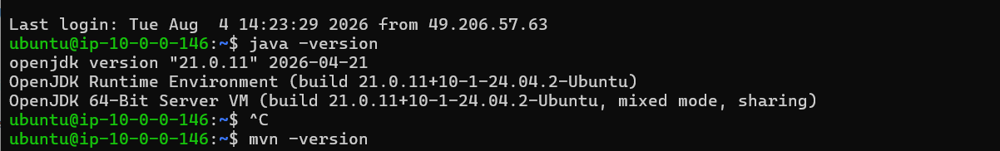 Last login: Tue Aug  4 14:23:29 2026 from 49.206.57.63
ubuntu@ip-10-0-0-146:~$ java -version
openjdk version "21.0.11" 2026-04-21
OpenJDK Runtime Environment (build 21.0.11+10-1-24.04.2-Ubuntu)
OpenJDK 64-Bit Server VM (build 21.0.11+10-1-24.04.2-Ubuntu, mixed mode, sharing)
ubuntu@ip-10-0-0-146:~$ ^C
ubuntu@ip-10-0-0-146:~$ mvn -version